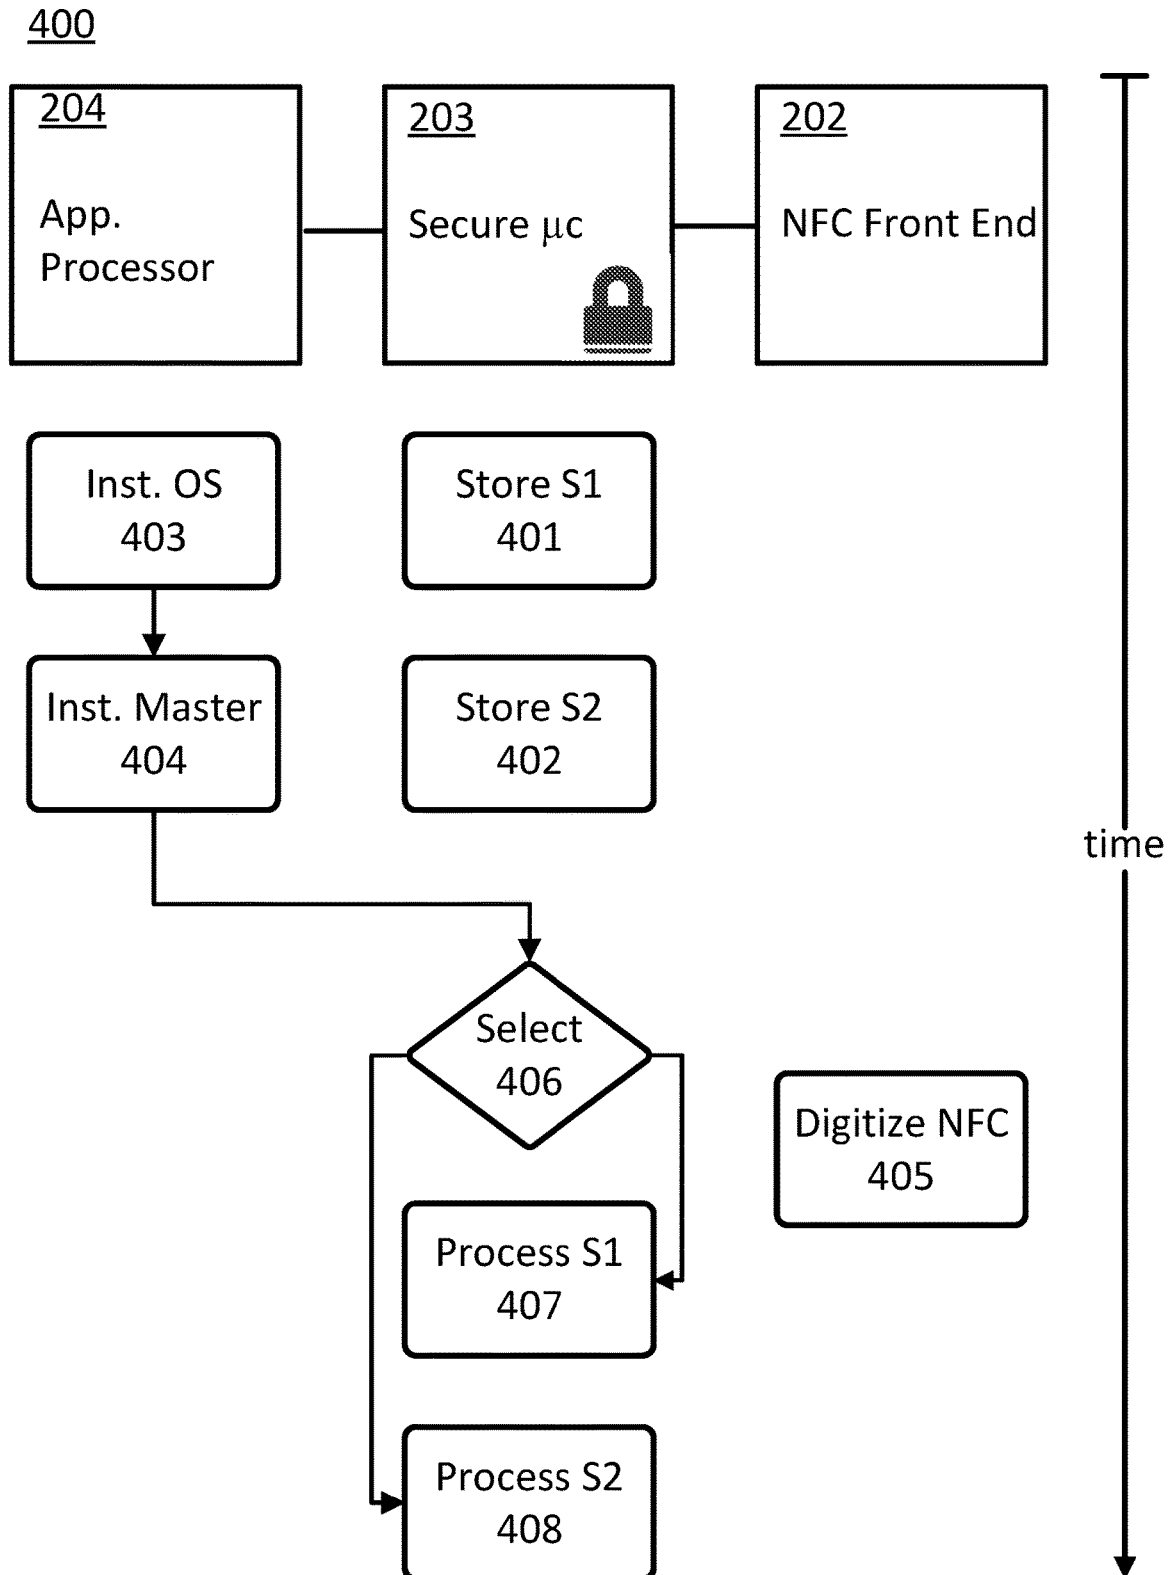 400
204
App.
Processor
203
Secure μc
202
NFC Front End
Inst. OS
403
Store S1
401
Inst. Master
404
Store S2
402
time
Select
406
Digitize NFC
405
Process S1
407
Process S2
408